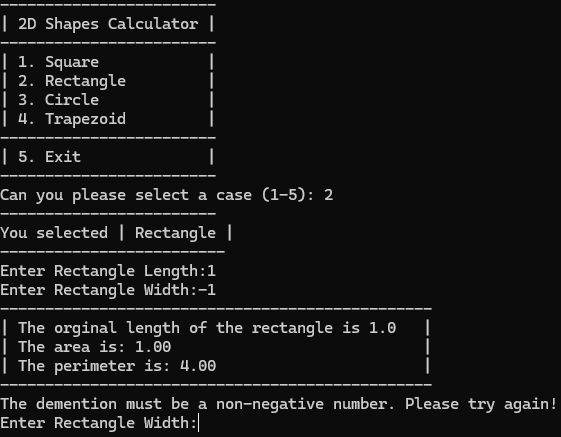 ------------------------
| 2D Shapes Calculator |
------------------------
| 1. Square            |
| 2. Rectangle         |
| 3. Circle            |
| 4. Trapezoid         |
------------------------
| 5. Exit              |
------------------------
Can you please select a case (1-5): 2
------------------------
You selected | Rectangle |
-------------------------
Enter Rectangle Length:1
Enter Rectangle Width:-1
------------------------------------------------
| The orginal length of the rectangle is 1.0   |
| The area is: 1.00                            |
| The perimeter is: 4.00                       |
------------------------------------------------
The demention must be a non-negative number. Please try again!
Enter Rectangle Width: